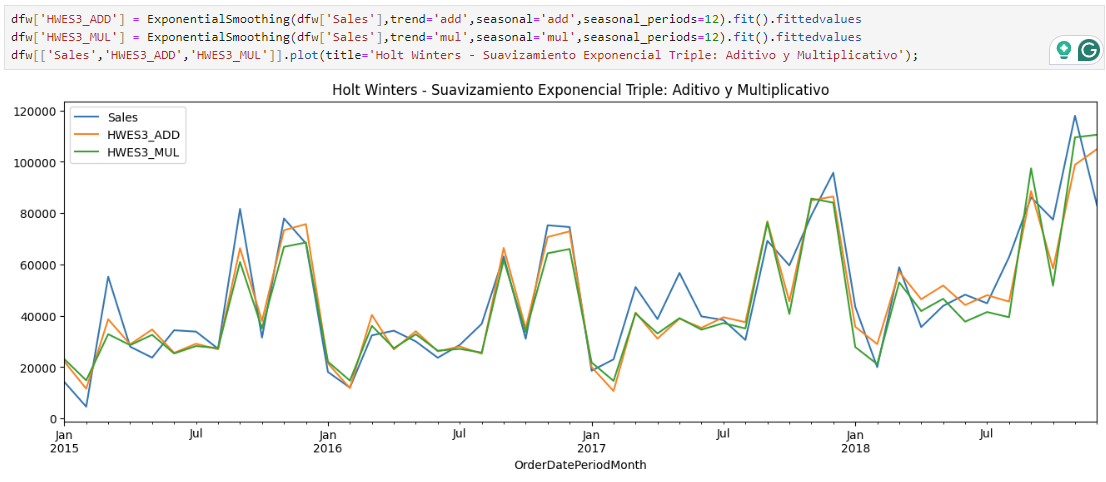 dfw['HWES3_ADD'] = ExponentialSmoothing(dfw['Sales'],trend='add',seasonal='add',seasonal_periods=12).fit().fittedvalues
dfw['HWES3_MUL'] = ExponentialSmoothing(dfw['Sales'],trend='mul',seasonal='mul',seasonal_periods=12).fit().fittedvalues
dfw[['Sales','HWES3_ADD','HWES3_MUL']].plot(title='Holt Winters - Suavizamiento Exponencial Triple: Aditivo y Multiplicativo');
Holt Winters - Suavizamiento Exponencial Triple: Aditivo y Multiplicativo
Sales
HWES3_ADD
HWES3_MUL
120000
100000
80000
60000
40000
20000
0
Jan Jul Jan Jul Jan Jul Jan Jul
2015 2016 2017 2018
OrderDatePeriodMonth